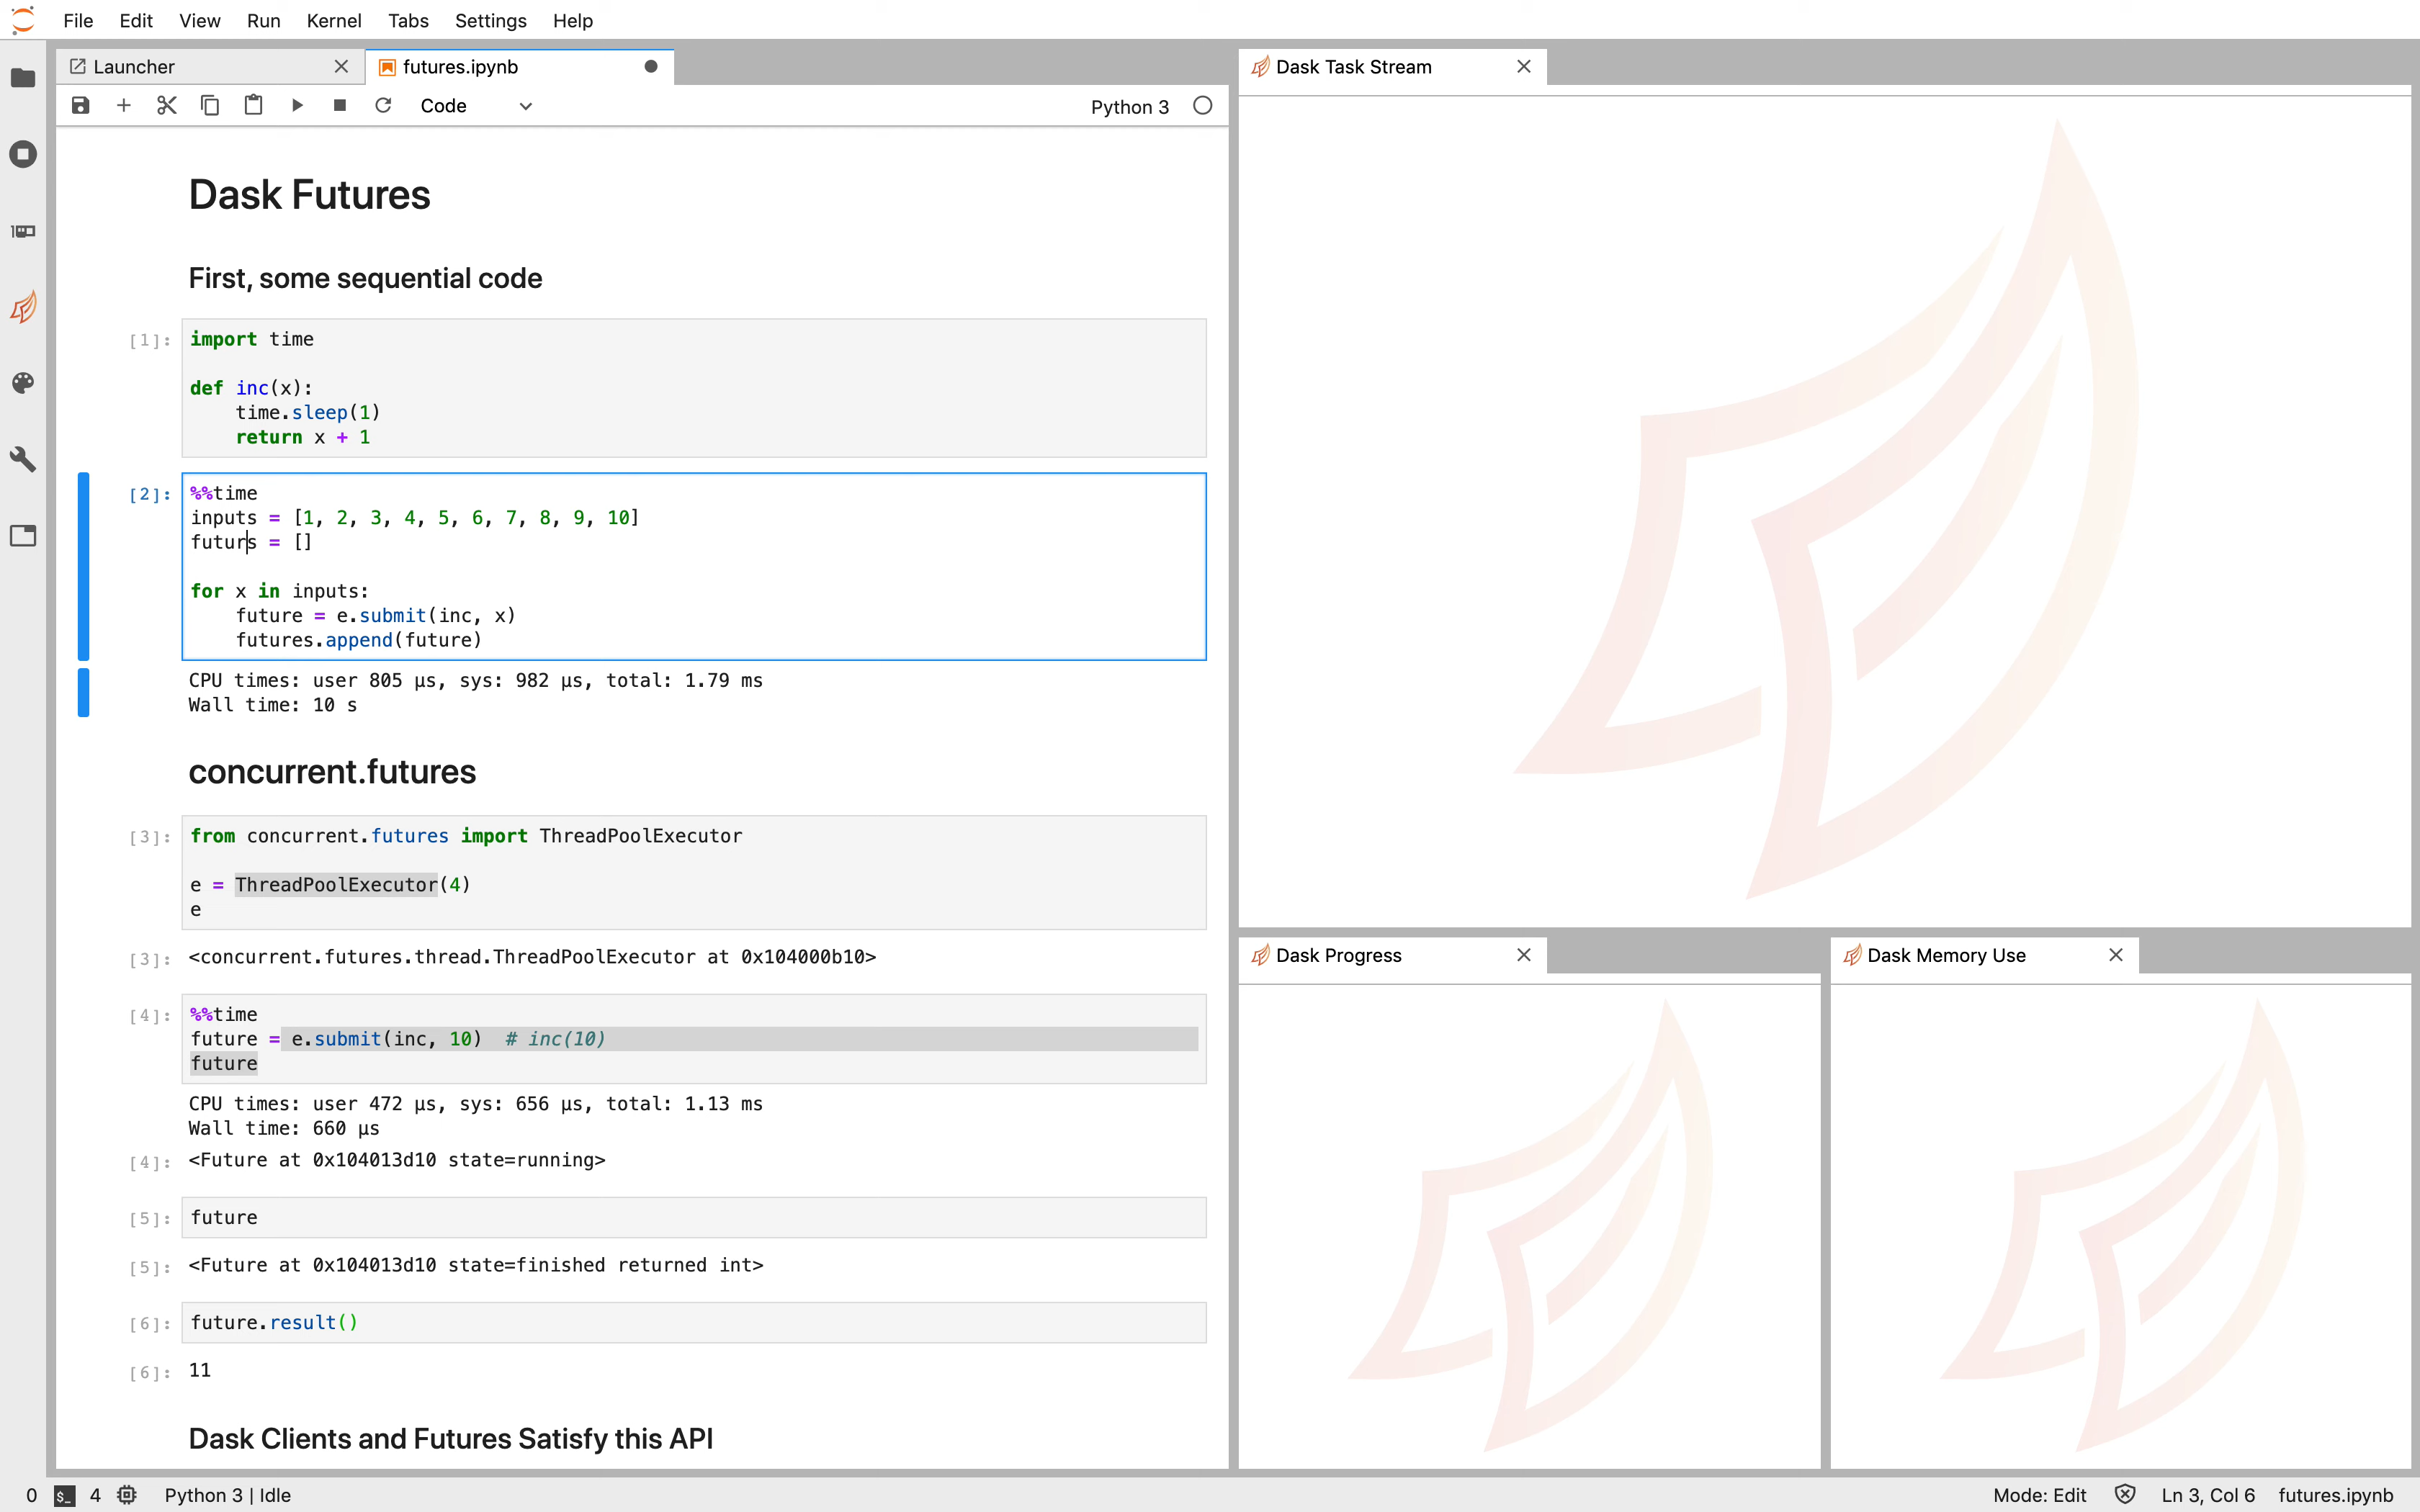 File Edit View Run Kernel Tabs Settings Help
Launcher
futures.ipynb
Code
Python 3
Dask Futures
First, some sequential code
[1]:
import time
def inc(x):
    time.sleep(1)
    return x + 1
[2]:
%%time
inputs = [1, 2, 3, 4, 5, 6, 7, 8, 9, 10]
futurs = []
for x in inputs:
    future = e.submit(inc, x)
    futures.append(future)
CPU times: user 805 µs, sys: 982 µs, total: 1.79 ms
Wall time: 10 s
concurrent.futures
[3]:
from concurrent.futures import ThreadPoolExecutor
e = ThreadPoolExecutor(4)
e
[3]: <concurrent.futures.thread.ThreadPoolExecutor at 0x104000b10>
[4]:
%%time
future = e.submit(inc, 10)  # inc(10)
future
CPU times: user 472 µs, sys: 656 µs, total: 1.13 ms
Wall time: 660 µs
[4]: <Future at 0x104013d10 state=running>
[5]: future
[5]: <Future at 0x104013d10 state=finished returned int>
[6]: future.result()
[6]: 11
Dask Clients and Futures Satisfy this API
Dask Task Stream
Dask Progress
Dask Memory Use
0 $_ 4 Python 3 | Idle
Mode: Edit Ln 3, Col 6 futures.ipynb